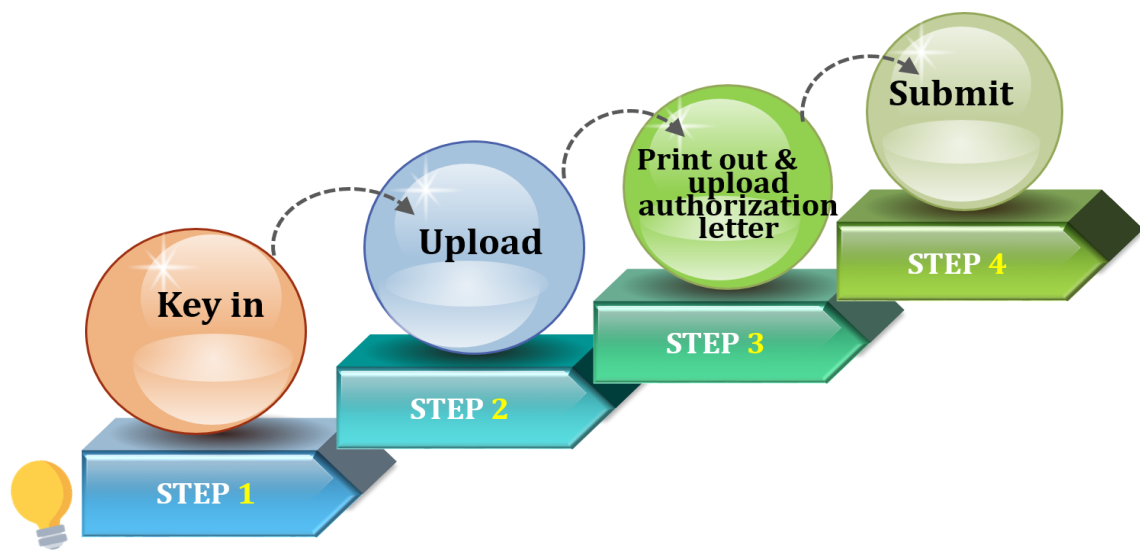 Key in
STEP 1
Upload
STEP 2
Print out &
upload
authorization
letter
STEP 3
Submit
STEP 4